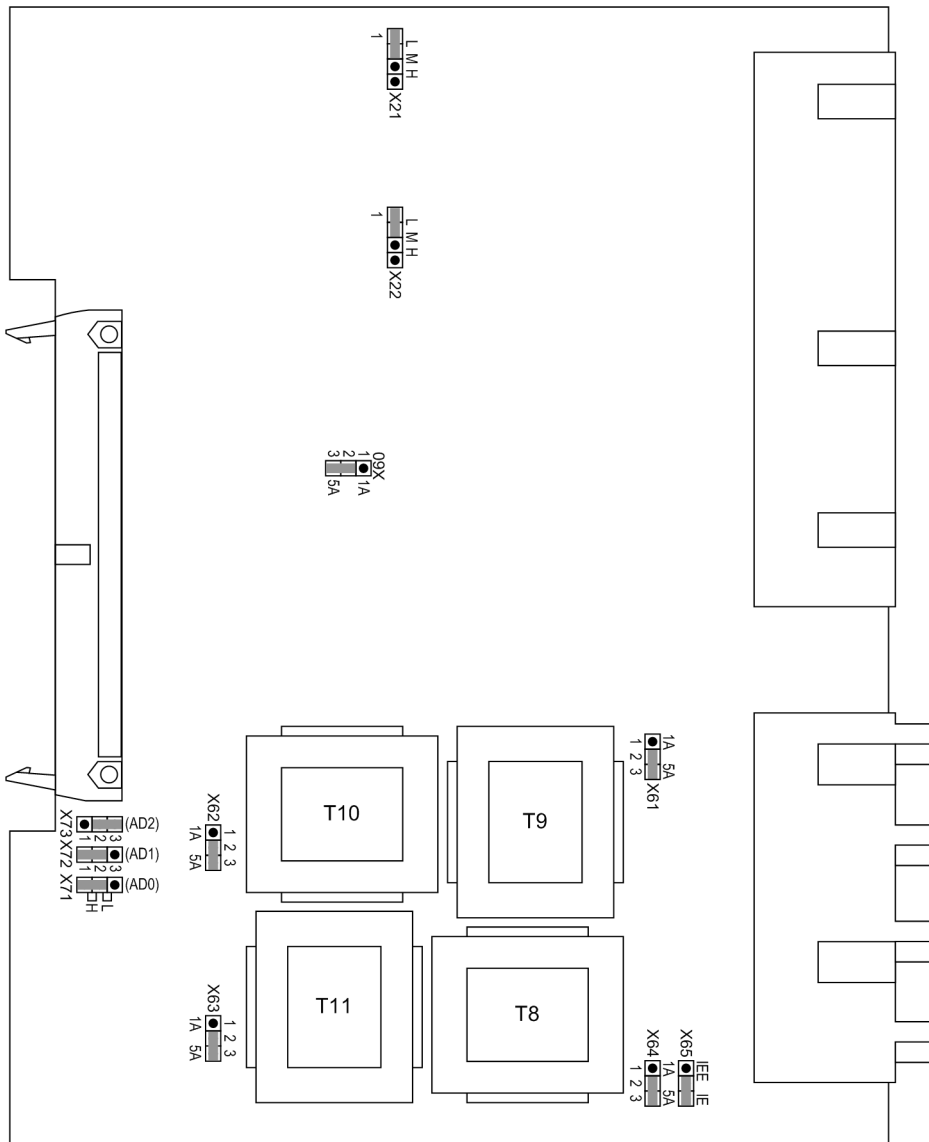 1
L M H
X21
1
L M H
X22
X60
1 2 3
1A
5A
1A
5A
1 2 3
X61
T10
T9
X62
1 2 3
1A
5A
X73
1 2 3
(AD2)
X72
1 2 3
(AD1)
X71
(AD0)
L
H
T11
T8
X63
1 2 3
1A
5A
X64
1 2 3
1A
5A
X65
IEE
IE